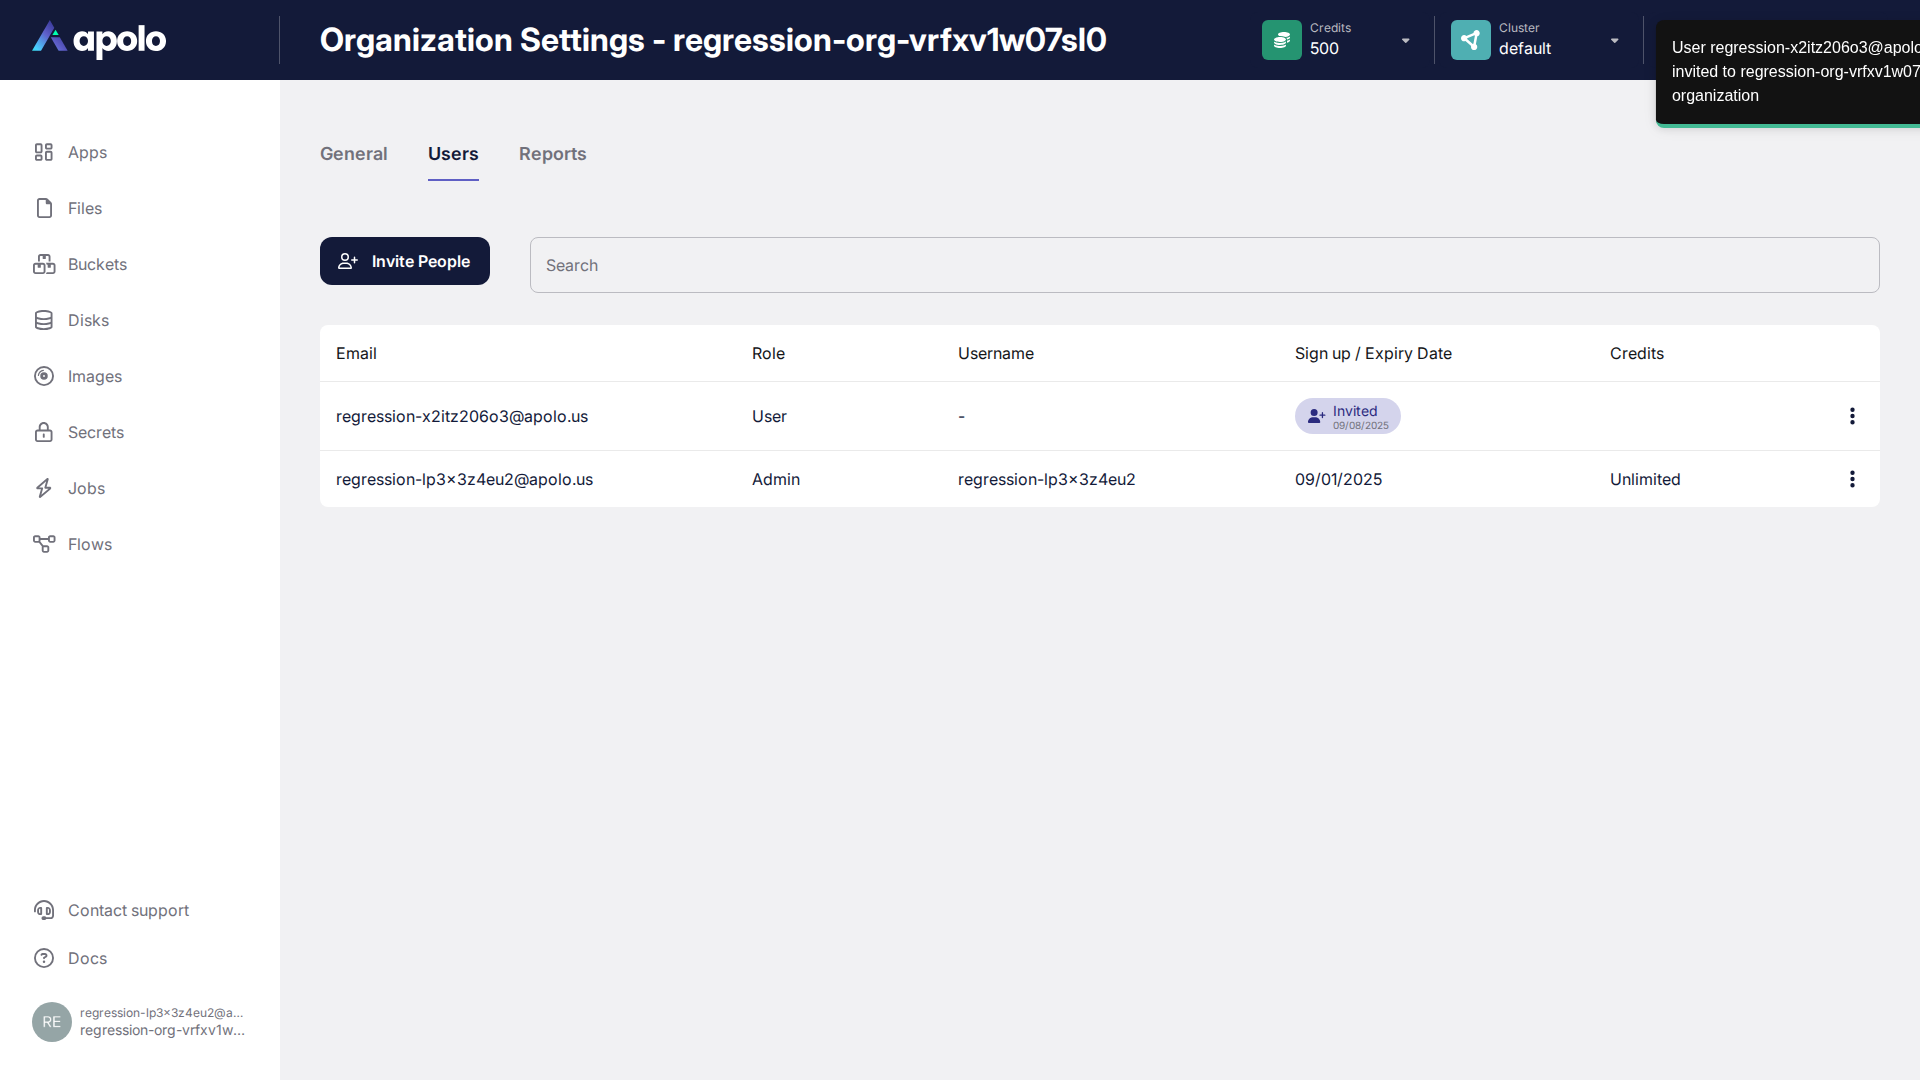 apolo
Organization Settings - regression-org-vrfxv1w07sl0
Credits
500
Cluster
default
User regression-x2itz206o3@apolo
invited to regression-org-vrfxv1w07
organization
Apps
Files
Buckets
Disks
Images
Secrets
Jobs
Flows
General Users Reports
Invite People
Search
Email Role Username Sign up / Expiry Date Credits
regression-x2itz206o3@apolo.us User - Invited
09/08/2025
regression-lp3x3z4eu2@apolo.us Admin regression-lp3x3z4eu2 09/01/2025 Unlimited
Contact support
Docs
RE
regression-lp3x3z4eu2@a...
regression-org-vrfxv1w...